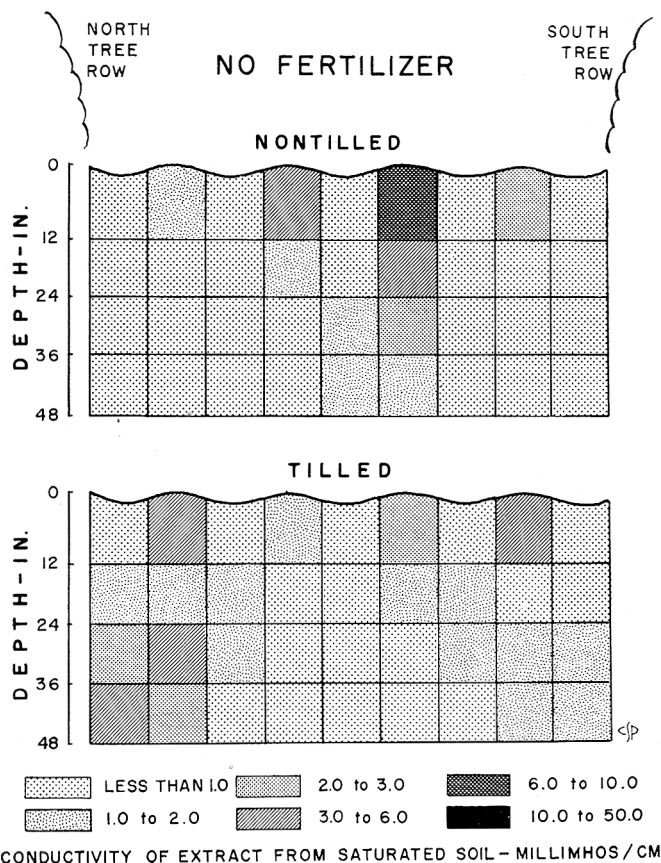 NORTH
TREE
ROW
NO FERTILIZER
SOUTH
TREE
ROW
NONTILLED
DEPTH-IN.
0
12
24
36
48
TILLED
DEPTH-IN.
0
12
24
36
48
CSP
LESS THAN 1.0
2.0 to 3.0
6.0 to 10.0
1.0 to 2.0
3.0 to 6.0
10.0 to 50.0
CONDUCTIVITY OF EXTRACT FROM SATURATED SOIL - MILLIMHOS/CM